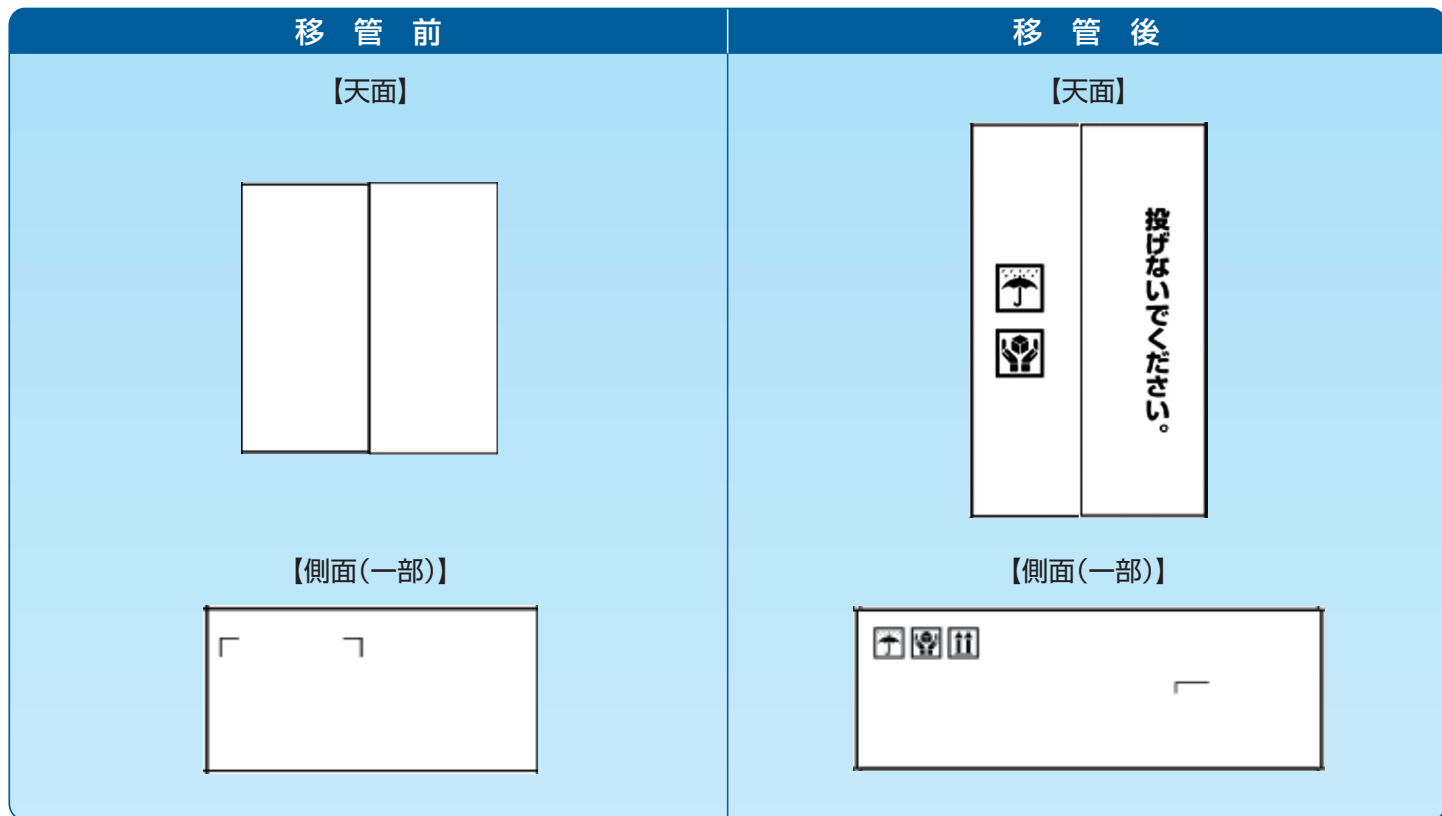 移管前
移管後
【天面】
【天面】
投げないでください。
【側面(一部)】
【側面(一部)】